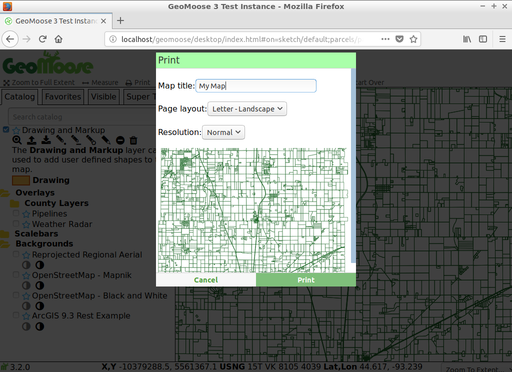 GeoMoose 3 Test Instance - Mozilla Firefox
GeoMoose 3 Test Instance
localhost/geomoose/desktop/index.html#on=sketch/default;parcels/
GeoMoose
Zoom to Full Extent
Measure
Print
Start Over
Catalog
Favorites
Visible
Super T
Search catalog
Drawing and Markup
The Drawing and Markup layer ca
used to add user defined shapes to
map.
Drawing
Overlays
County Layers
Pipelines
Weather Radar
Scalebars
Backgrounds
Reprojected Regional Aerial
OpenStreetMap - Mapnik
OpenStreetMap - Black and White
ArcGIS 9.3 Rest Example
Print
Map title: My Map
Page layout: Letter - Landscape
Resolution: Normal
Cancel
Print
3.2.0
X,Y -10379288.5, 5561367.1 USNG 15T VK 8105 4039 Lat,Lon 44.617, -93.239
Zoom To Extent